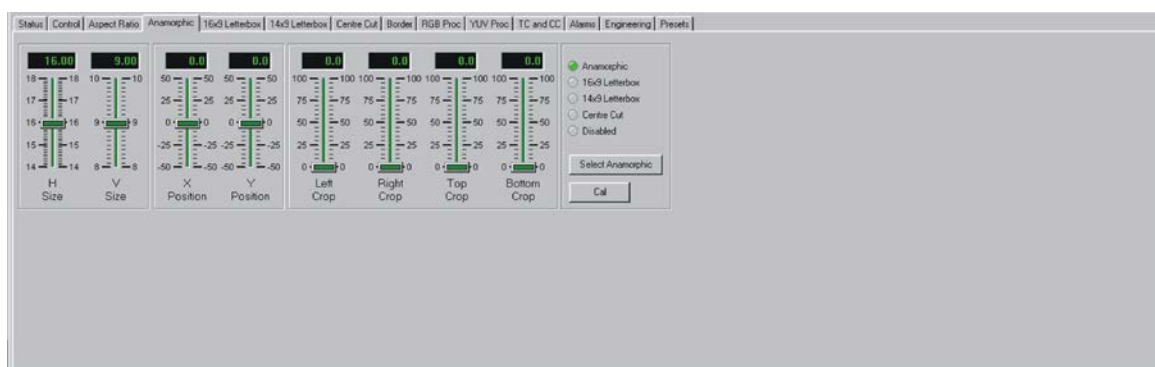 Status Control Aspect Ratio Anamorphic 16x9 Letterbox 14x9 Letterbox Centre Cut Border RGB Proc YUV Proc TC and CC Alarms Engineering Presets
16.00 9.00 0.0 0.0 0.0 0.0 0.0 0.0
18 18 10 10 50 50 50 50 100 100 100 100 100 100 100 100
17 17 25 25 25 25 75 75 75 75 75 75 75 75
16 16 9 9 0 0 0 0 50 50 50 50 50 50 50 50
15 15 -25 -25 -25 -25 25 25 25 25 25 25 25 25
14 14 8 8 -50 -50 -50 -50 0 0 0 0 0 0 0 0
H V X Y Left Right Top Bottom
Size Size Position Position Crop Crop Crop Crop
Anamorphic
16x9 Letterbox
14x9 Letterbox
Centre Cut
Disabled
Select Anamorphic
Cal